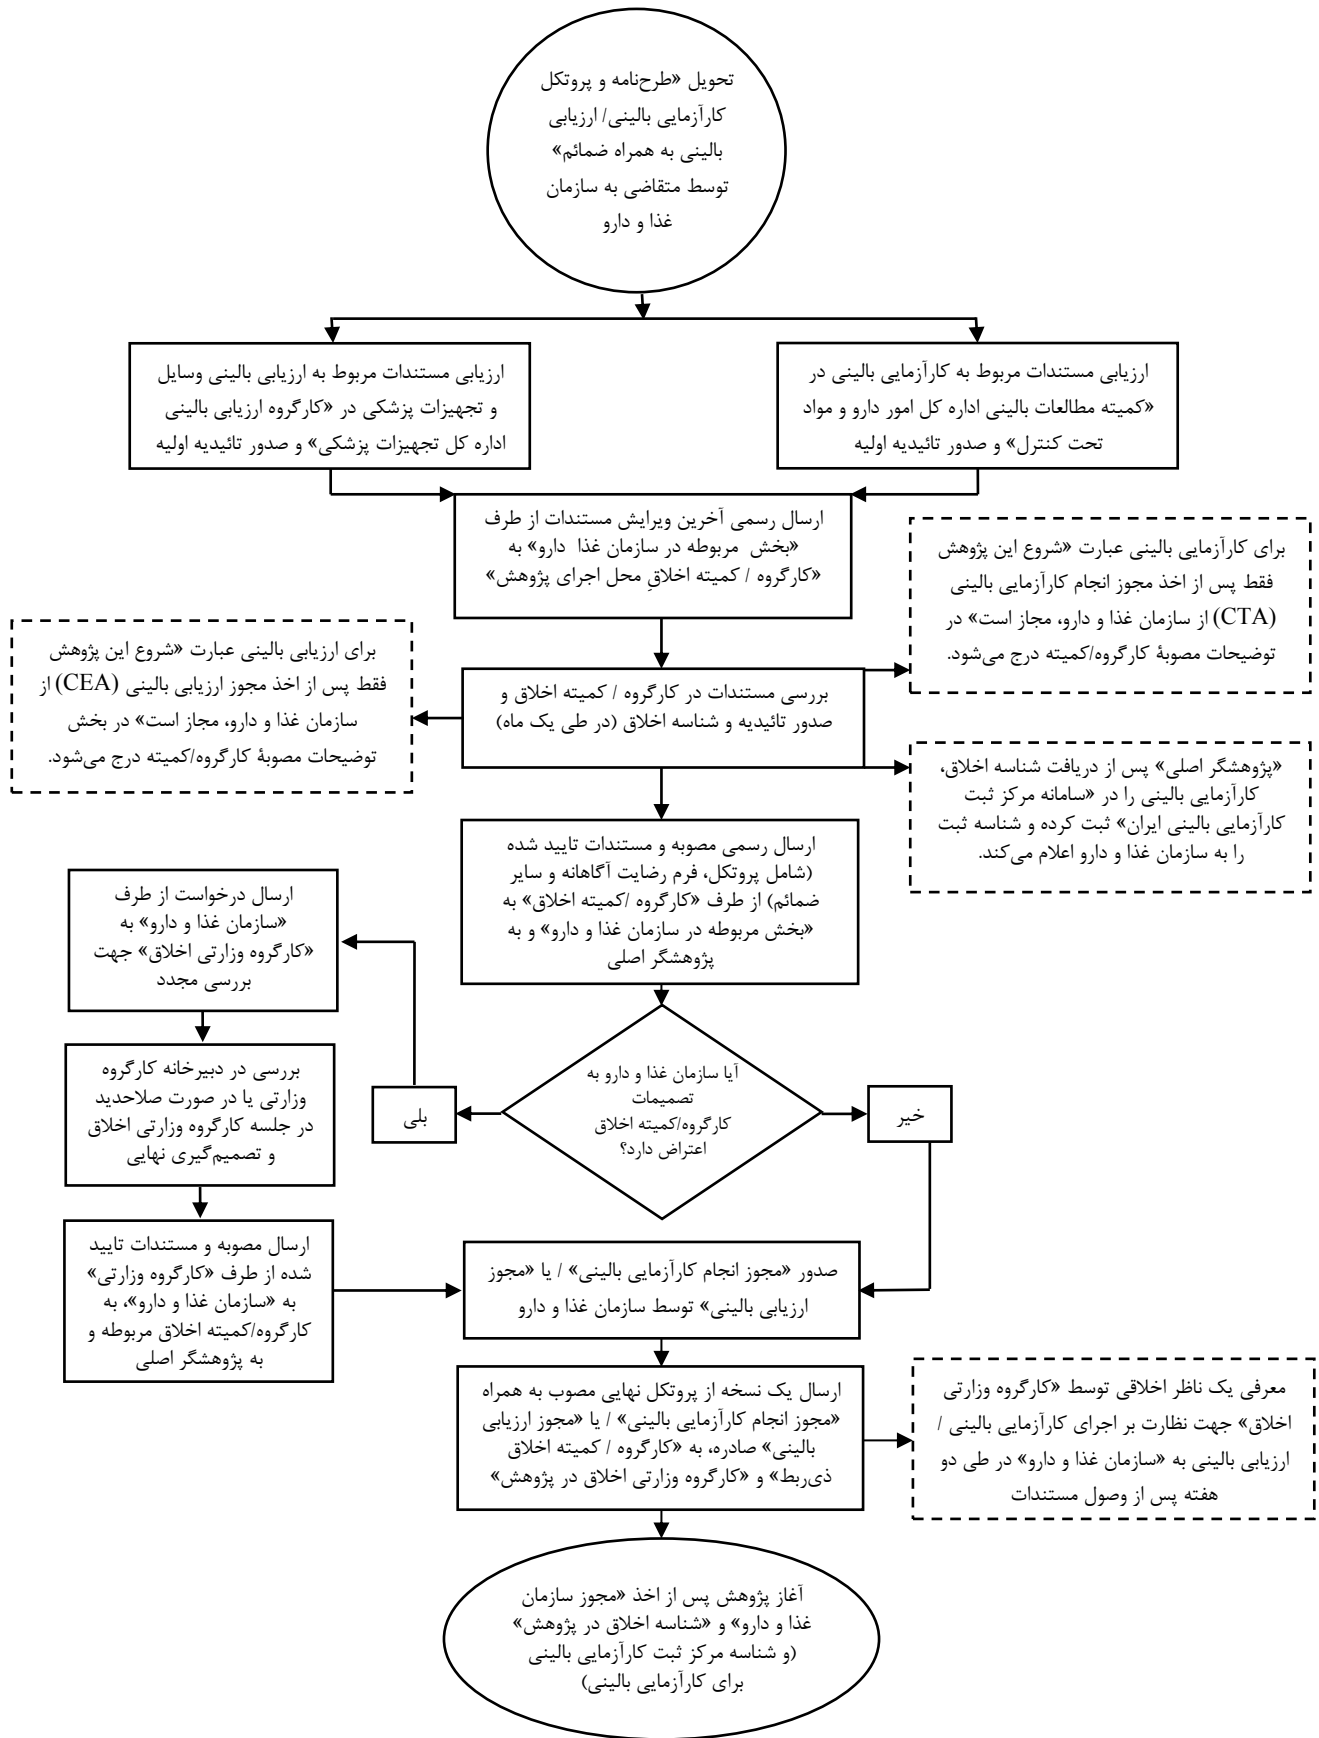 تحویل «طرح‌نامه و پروتکل
کارآزمایی بالینی/ ارزیابی
بالینی به همراه ضمائم»
توسط متقاضی به سازمان
غذا و دارو
ارزیابی مستندات مربوط به کارآزمایی بالینی در
«کمیته مطالعات بالینی اداره کل امور دارو و مواد
تحت کنترل» و صدور تائیدیه اولیه
ارزیابی مستندات مربوط به ارزیابی بالینی وسایل
و تجهیزات پزشکی در «کارگروه ارزیابی بالینی
اداره کل تجهیزات پزشکی» و صدور تائیدیه اولیه
ارسال رسمی آخرین ویرایش مستندات از طرف
«بخش مربوطه در سازمان غذا دارو» به
«کارگروه / کمیته اخلاقِ محل اجرای پژوهش»
برای کارآزمایی بالینی عبارت «شروع این پژوهش
فقط پس از اخذ مجوز انجام کارآزمایی بالینی
(CTA) از سازمان غذا و دارو، مجاز است» در
توضیحات مصوبۀ کارگروه/کمیته درج می‌شود.
برای ارزیابی بالینی عبارت «شروع این پژوهش
فقط پس از اخذ مجوز ارزیابی بالینی (CEA) از
سازمان غذا و دارو، مجاز است» در بخش
توضیحات مصوبۀ کارگروه/کمیته درج می‌شود.
بررسی مستندات در کارگروه / کمیته اخلاق و
صدور تائیدیه و شناسه اخلاق (در طی یک ماه)
«پژوهشگر اصلی» پس از دریافت شناسه اخلاق،
کارآزمایی بالینی را در «سامانه مرکز ثبت
کارآزمایی بالینی ایران» ثبت کرده و شناسه ثبت
را به سازمان غذا و دارو اعلام می‌کند.
ارسال رسمی مصوبه و مستندات تایید شده
(شامل پروتکل، فرم رضایت آگاهانه و سایر
ضمائم) از طرف «کارگروه /کمیته اخلاق» به
«بخش مربوطه در سازمان غذا و دارو» و به
پژوهشگر اصلی
ارسال درخواست از طرف
«سازمان غذا و دارو» به
«کارگروه وزارتی اخلاق» جهت
بررسی مجدد
بررسی در دبیرخانه کارگروه
وزارتی یا در صورت صلاحدید
در جلسه کارگروه وزارتی اخلاق
و تصمیم‌گیری نهایی
آیا سازمان غذا و دارو به
تصمیمات
کارگروه/کمیته اخلاق
اعتراض دارد؟
خیر
بلی
ارسال مصوبه و مستندات تایید
شده از طرف «کارگروه وزارتی»
به «سازمان غذا و دارو»، به
کارگروه/کمیته اخلاق مربوطه و
به پژوهشگر اصلی
صدور «مجوز انجام کارآزمایی بالینی» / یا «مجوز
ارزیابی بالینی» توسط سازمان غذا و دارو
ارسال یک نسخه از پروتکل نهایی مصوب به همراه
«مجوز انجام کارآزمایی بالینی» / یا «مجوز ارزیابی
بالینی» صادره، به «کارگروه / کمیته اخلاق
ذی‌ربط» و «کارگروه وزارتی اخلاق در پژوهش»
معرفی یک ناظر اخلاقی توسط «کارگروه وزارتی
اخلاق» جهت نظارت بر اجرای کارآزمایی بالینی /
ارزیابی بالینی به «سازمان غذا و دارو» در طی دو
هفته پس از وصول مستندات
آغاز پژوهش پس از اخذ «مجوز سازمان
غذا و دارو» و «شناسه اخلاق در پژوهش»
(و شناسه مرکز ثبت کارآزمایی بالینی
برای کارآزمایی بالینی)